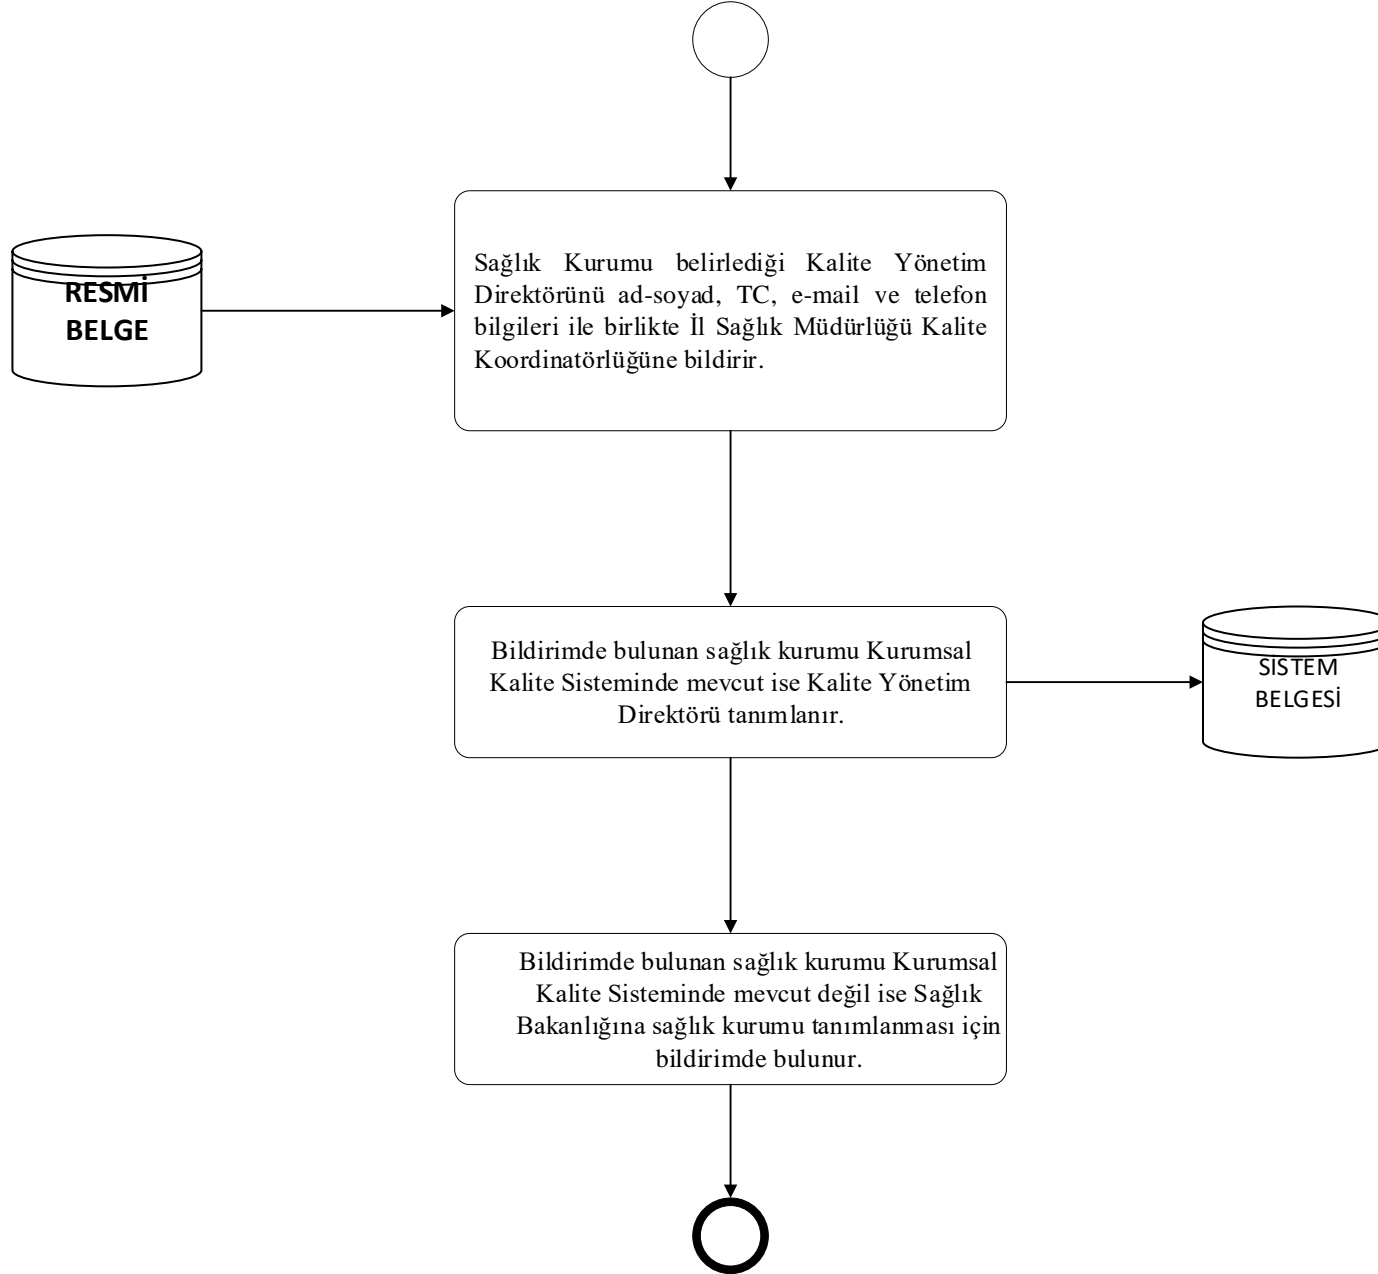 RESMİ
BELGE
Sağlık Kurumu belirlediği Kalite Yönetim
Direktörünü ad-soyad, TC, e-mail ve telefon
bilgileri ile birlikte İl Sağlık Müdürlüğü Kalite
Koordinatörlüğüne bildirir.
Bildirimde bulunan sağlık kurumu Kurumsal
Kalite Sisteminde mevcut ise Kalite Yönetim
Direktörü tanımlanır.
SİSTEM
BELGESİ
Bildirimde bulunan sağlık kurumu Kurumsal
Kalite Sisteminde mevcut değil ise Sağlık
Bakanlığına sağlık kurumu tanımlanması için
bildirimde bulunur.